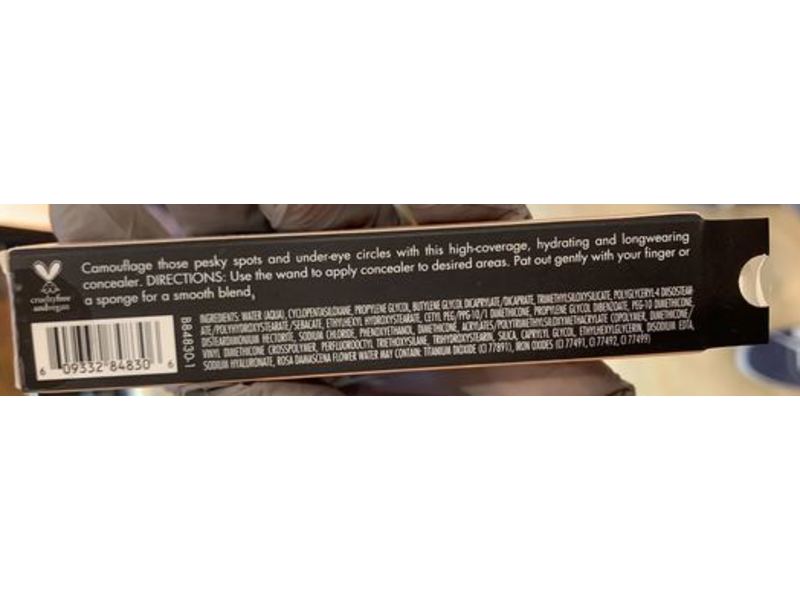 Camouflage those pesky spots and under-eye circles with this high-coverage, hydrating and longwearing
concealer. DIRECTIONS: Use the wand to apply concealer to desired areas. Pat out gently with your finger or
a sponge for a smooth blend,
crueltyfree
andvegan
6 09332 84830 6
B84830-1
INGREDIENTS: WATER (AQUA), CYCLOPENTASILOXANE, PROPYLENE GLYCOL, BUTYLENE GLYCOL DICAPRYLATE/DICAPRATE, TRIMETHYLSILOXYSILICATE, POLYGLYCERYL-4 DIISOSTEAR-
ATE/POLYHYDROXYSTEARATE/SEBACATE, ETHYLHEXYL HYDROXYSTEARATE, CETYL PEG/PPG-10/1 DIMETHICONE, PROPYLENE GLYCOL DIBENZOATE, PEG-10 DIMETHICONE,
DISTEARDIMONIUM HECTORITE, SODIUM CHLORIDE, PHENOXYETHANOL, DIMETHICONE, ACRYLATES/POLYTRIMETHYLSILOXYMETHACRYLATE COPOLYMER, DIMETHICONE/
VINYL DIMETHICONE CROSSPOLYMER, PERFLUOROOCTYL TRIETHOXYSILANE, TRIHYDROXYSTEARIN, SILICA, CAPRYLYL GLYCOL, ETHYLHEXYLGLYCERIN, DISODIUM EDTA,
SODIUM HYALURONATE, ROSA DAMASCENA FLOWER WATER MAY CONTAIN: TITANIUM DIOXIDE (CI 77891), IRON OXIDES (CI 77491, CI 77492, CI 77499)